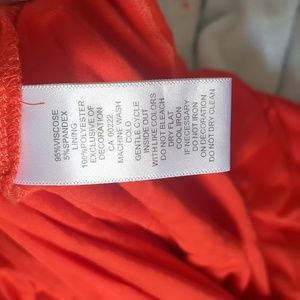 95%VISCOSE
5%SPANDEX
LINING:
100%POLYESTER
EXCLUSIVE OF
DECORATION
CA 60222
MACHINE WASH
COLD
GENTLE CYCLE
INSIDE OUT
WITH LIKE COLORS
DO NOT BLEACH
DRY FLAT
COOL IRON
IF NECESSARY
DO NOT IRON
ON DECORATION
DO NOT DRY CLEAN